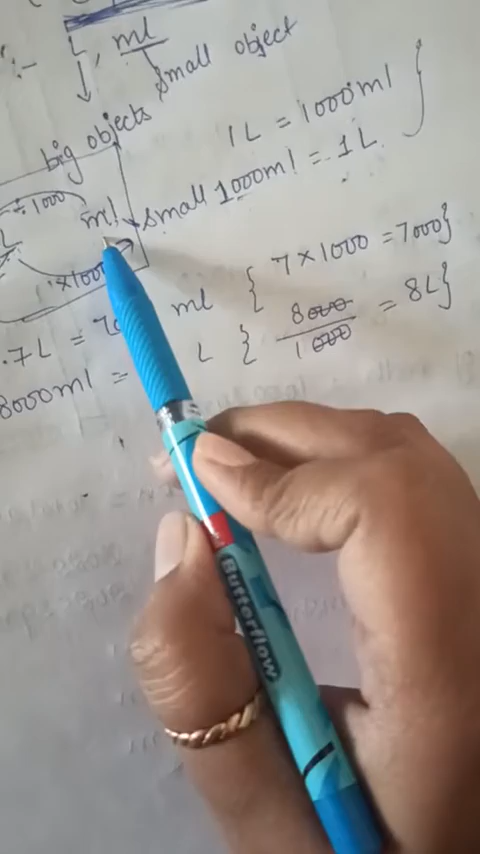 :- L, ml
small object
big objects
1L = 1000ml }
small 1000ml = 1L
÷1000
ml
L
×1000
7L = ml { 7×1000 = 7000}
8000ml = L { 8000/1000 = 8L}
Butterflow